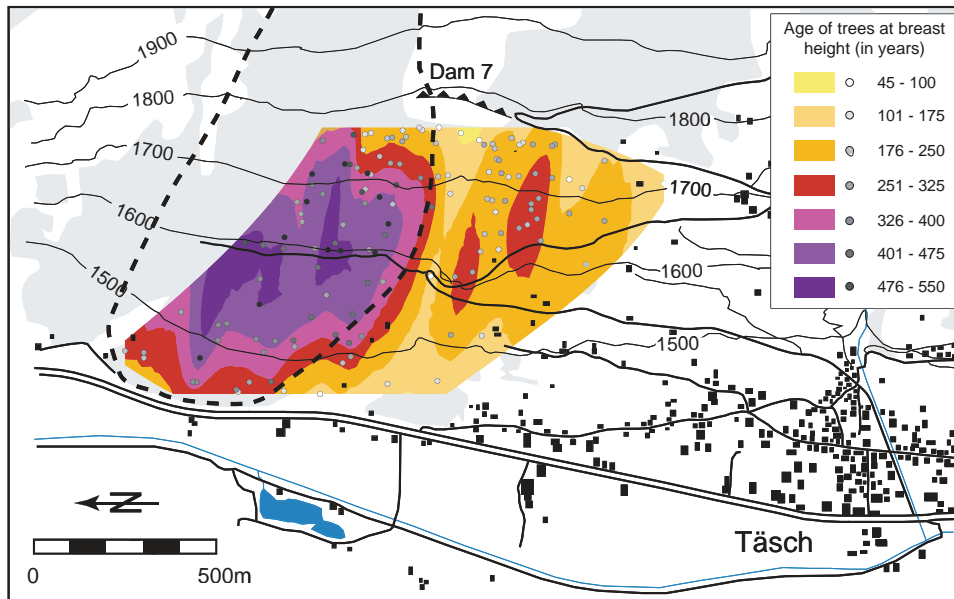 Age of trees at breast
height (in years)
45 - 100
101 - 175
176 - 250
251 - 325
326 - 400
401 - 475
476 - 550
1900
Dam 7
1800
1800
1700
1700
1600
1600
1500
1500
N
Täsch
0 500m